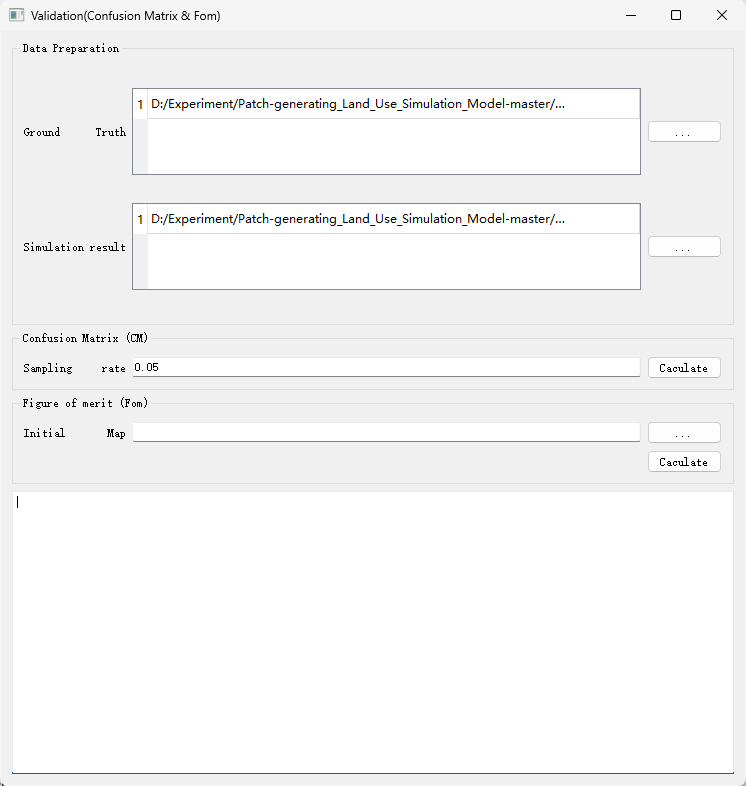 Validation(Confusion Matrix & Fom)
Data Preparation
Ground Truth
1 D:/Experiment/Patch-generating_Land_Use_Simulation_Model-master/...
...
Simulation result
1 D:/Experiment/Patch-generating_Land_Use_Simulation_Model-master/...
...
Confusion Matrix (CM)
Sampling rate 0.05 Caculate
Figure of merit (Fom)
Initial Map ...
Caculate